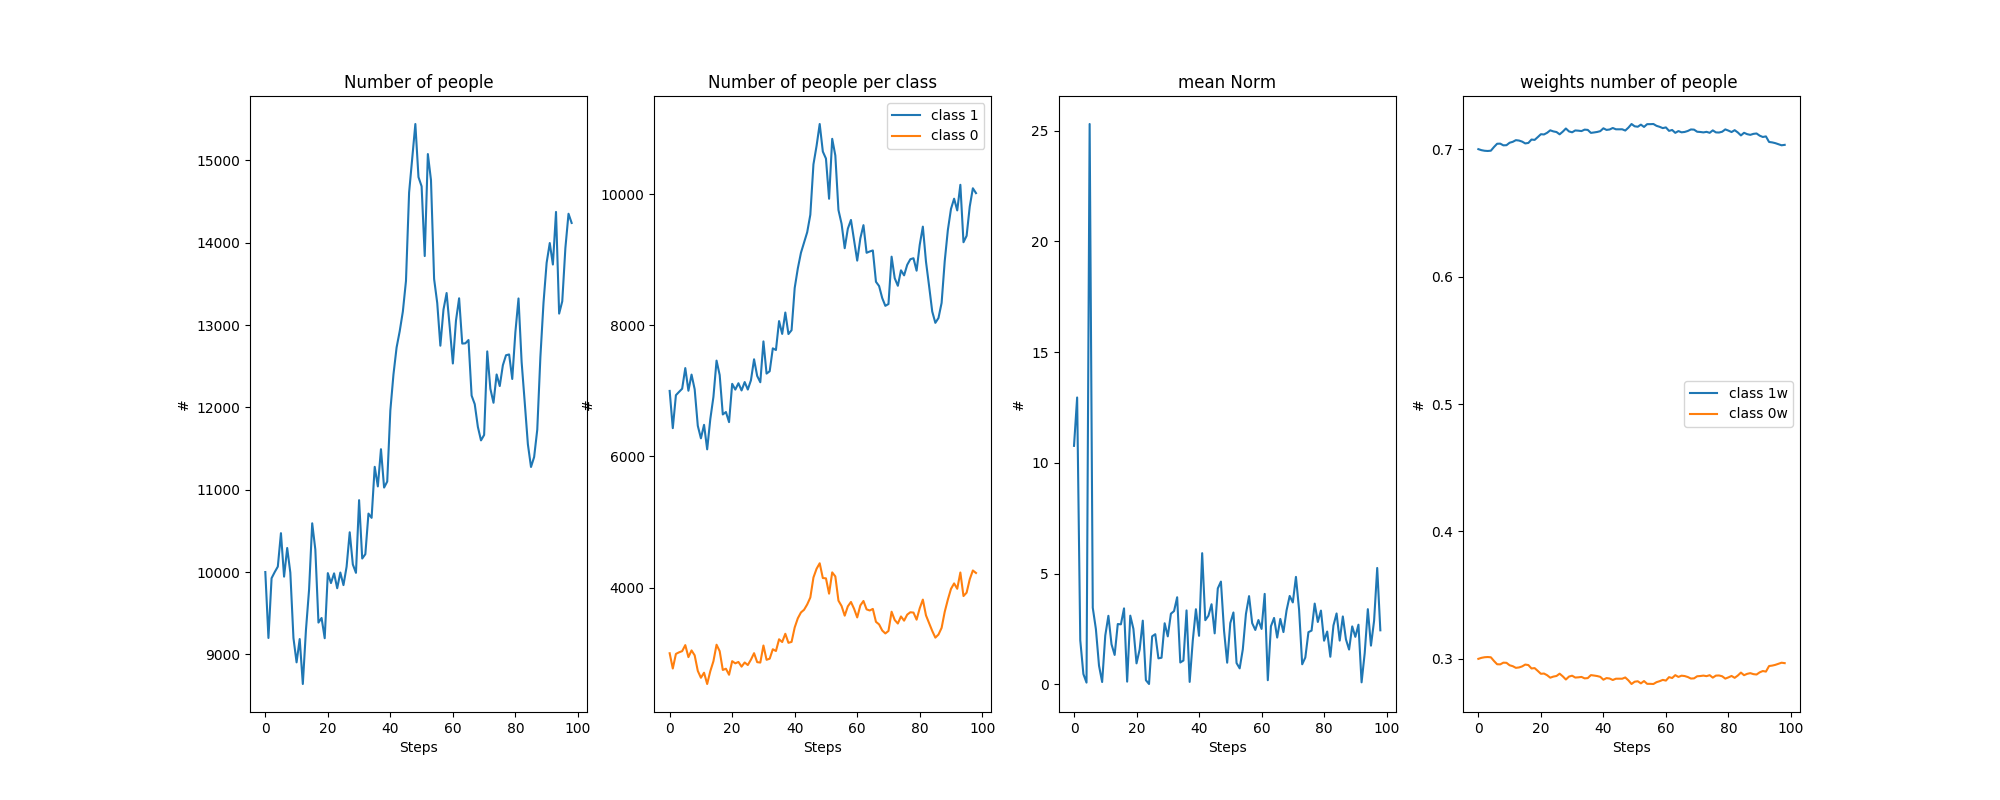 Number of people
15000
14000
13000
12000
11000
10000
9000
#
0 20 40 60 80 100
Steps
Number of people per class
class 1
class 0
10000
8000
6000
4000
#
0 20 40 60 80 100
Steps
mean Norm
25
20
15
10
5
0
#
0 20 40 60 80 100
Steps
weights number of people
0.7
0.6
0.5
0.4
0.3
#
class 1w
class 0w
0 20 40 60 80 100
Steps